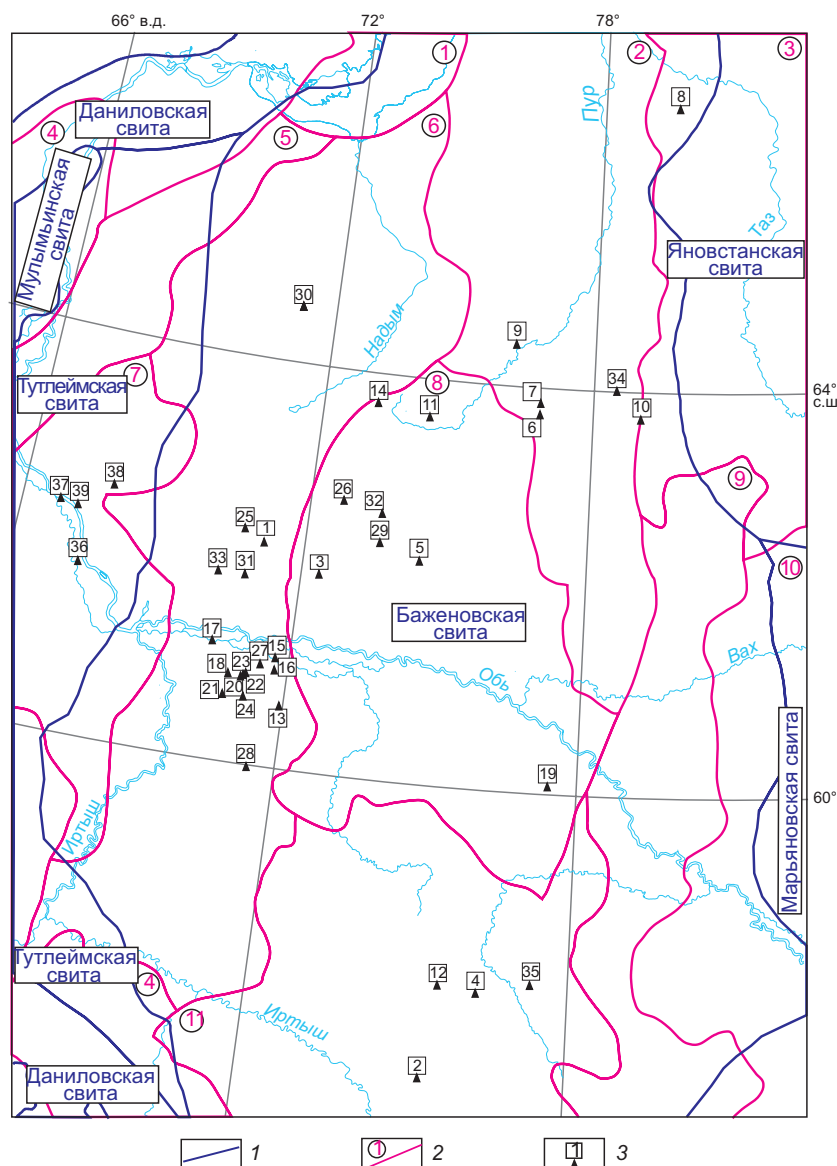 66° в.д.
72°
78°
1
2
3
8
Даниловская
свита
4
5
6
Пур
Мулымьинская
свита
Таз
Яновстанская
свита
30
Надым
9
7
8
34
64°
с.ш.
Тутлеймская
свита
14
11
7
10
6
37
39
38
26
32
9
25
1
29
5
36
33
31
3
10
Баженовская
свита
17
27
15
Вах
18
23
16
Обь
21
20
22
24
13
28
19
60°
Марьяновская свита
Иртыш
Тутлеймская
свита
4
12
4
35
11
Иртыш
Даниловская
свита
2
1
1
2
1
3